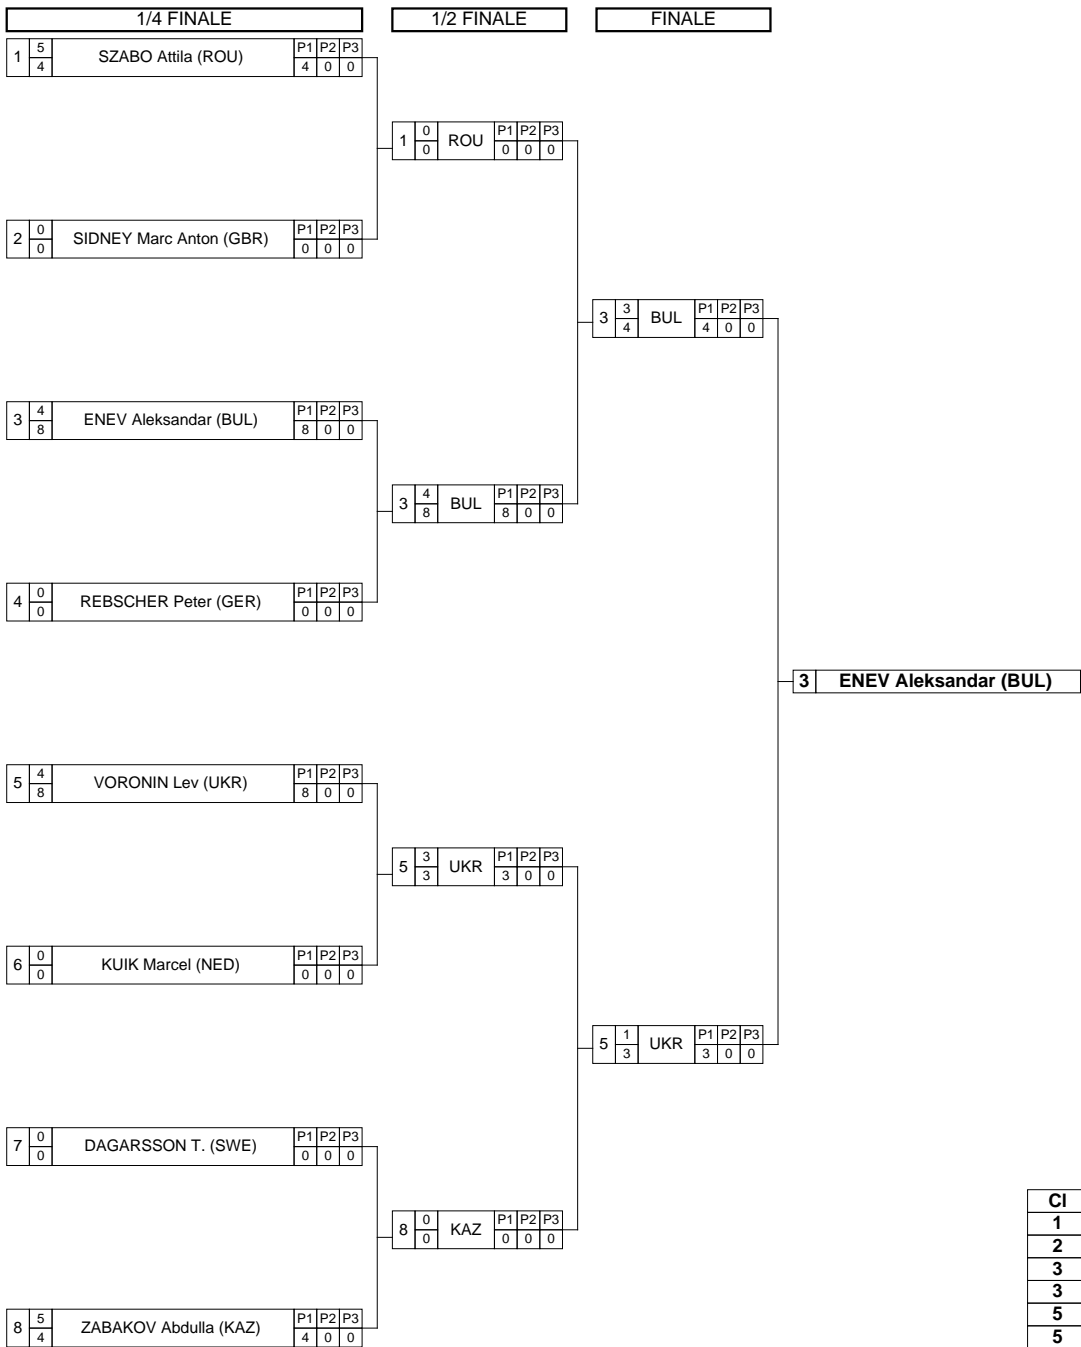 1/4 FINALE 1/2 FINALE FINALE
1 5 SZABO Attila (ROU) P1 P2 P3
4 4 0 0
1 0 ROU P1 P2 P3
0 0 0 0
2 0 SIDNEY Marc Anton (GBR) P1 P2 P3
0 0 0 0
3 3 BUL P1 P2 P3
4 4 0 0
3 4 ENEV Aleksandar (BUL) P1 P2 P3
8 8 0 0
3 4 BUL P1 P2 P3
8 8 0 0
4 0 REBSCHER Peter (GER) P1 P2 P3
0 0 0 0
3 ENEV Aleksandar (BUL)
5 4 VORONIN Lev (UKR) P1 P2 P3
8 8 0 0
5 3 UKR P1 P2 P3
3 3 0 0
6 0 KUIK Marcel (NED) P1 P2 P3
0 0 0 0
5 1 UKR P1 P2 P3
3 3 0 0
7 0 DAGARSSON T. (SWE) P1 P2 P3
0 0 0 0
8 0 KAZ P1 P2 P3
0 0 0 0
8 5 ZABAKOV Abdulla (KAZ) P1 P2 P3
4 4 0 0
Cl
1
2
3
3
5
5